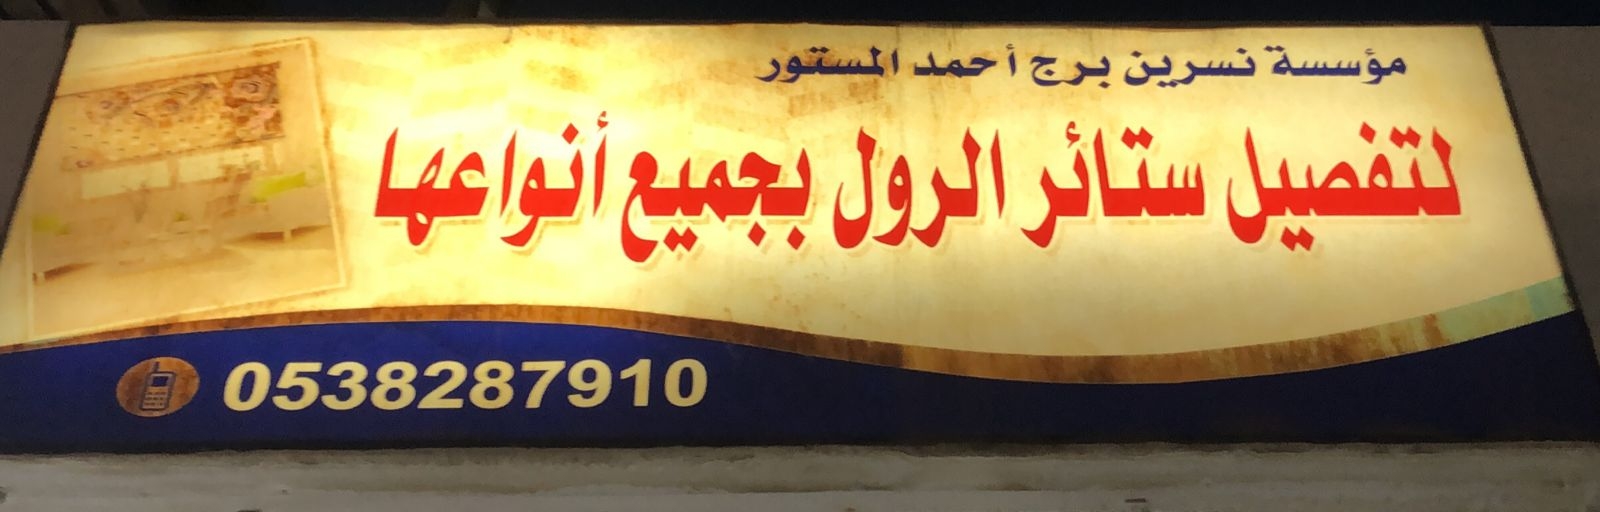 مؤسسة نسرين برج أحمد المستور
لتفصيل ستائر الرول بجميع أنواعها
0538287910